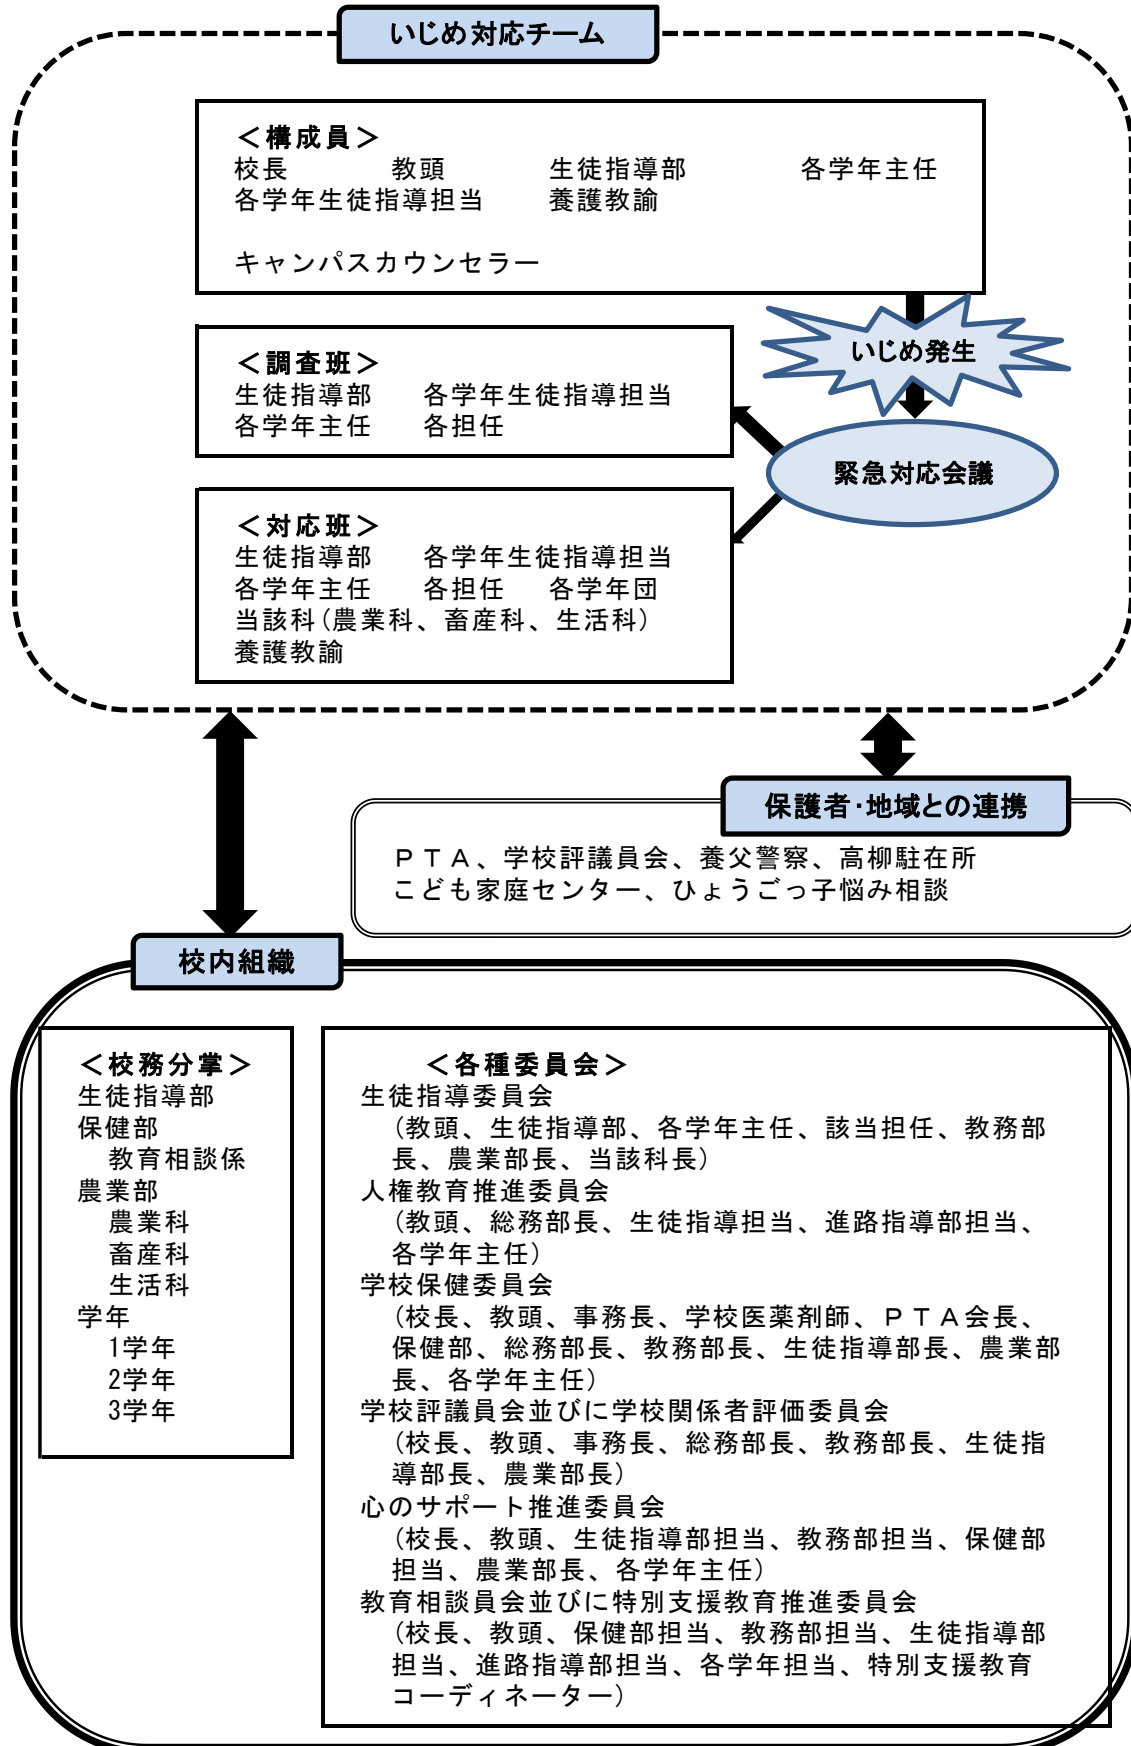 いじめ対応チーム
＜構成員＞
校長　教頭　生徒指導部　各学年主任
各学年生徒指導担当　養護教諭
キャンパスカウンセラー
いじめ発生
＜調査班＞
生徒指導部　各学年生徒指導担当
各学年主任　各担任
緊急対応会議
＜対応班＞
生徒指導部　各学年生徒指導担当
各学年主任　各担任　各学年団
当該科(農業科、畜産科、生活科)
養護教諭
保護者・地域との連携
ＰＴＡ、学校評議員会、養父警察、高柳駐在所
こども家庭センター、ひょうごっ子悩み相談
校内組織
＜校務分掌＞
生徒指導部
保健部
教育相談係
農業部
農業科
畜産科
生活科
学年
1学年
2学年
3学年
＜各種委員会＞
生徒指導委員会
(教頭、生徒指導部、各学年主任、該当担任、教務部
長、農業部長、当該科長)
人権教育推進委員会
(教頭、総務部長、生徒指導担当、進路指導部担当、
各学年主任)
学校保健委員会
(校長、教頭、事務長、学校医薬剤師、ＰＴＡ会長、
保健部、総務部長、教務部長、生徒指導部長、農業部
長、各学年主任)
学校評議員会並びに学校関係者評価委員会
(校長、教頭、事務長、総務部長、教務部長、生徒指
導部長、農業部長)
心のサポート推進委員会
(校長、教頭、生徒指導部担当、教務部担当、保健部
担当、農業部長、各学年主任)
教育相談員会並びに特別支援教育推進委員会
(校長、教頭、保健部担当、教務部担当、生徒指導部
担当、進路指導部担当、各学年担当、特別支援教育
コーディネーター)